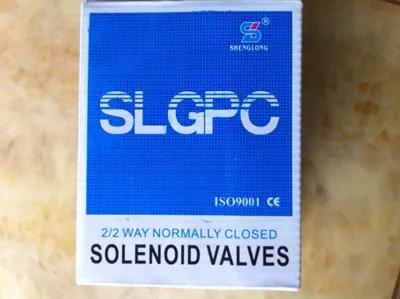 ®
SHENGLONG
SLGPC
ISO9001 CE
2/2 WAY NORMALLY CLOSED
SOLENOID VALVES